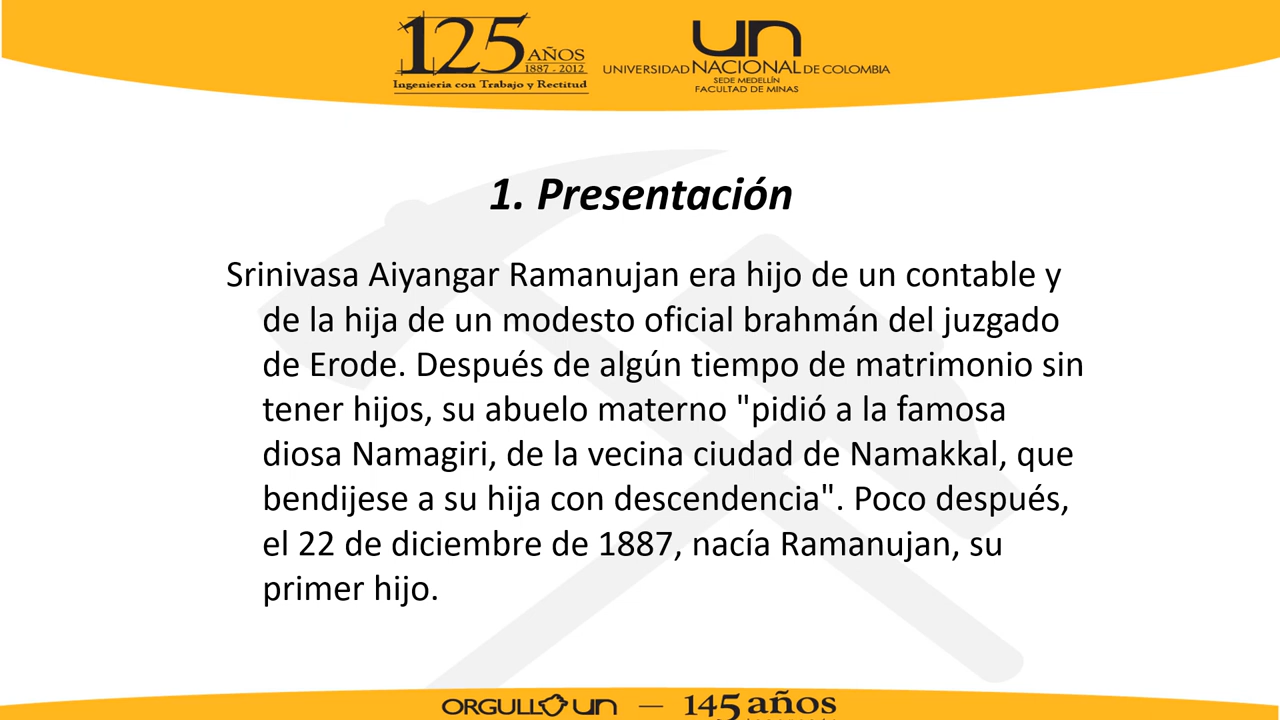 125 AÑOS
1887 - 2012
Ingeniería con Trabajo y Rectitud
un
UNIVERSIDAD NACIONAL DE COLOMBIA
SEDE MEDELLÍN
FACULTAD DE MINAS
1. Presentación
Srinivasa Aiyangar Ramanujan era hijo de un contable y
de la hija de un modesto oficial brahmán del juzgado
de Erode. Después de algún tiempo de matrimonio sin
tener hijos, su abuelo materno "pidió a la famosa
diosa Namagiri, de la vecina ciudad de Namakkal, que
bendijese a su hija con descendencia". Poco después,
el 22 de diciembre de 1887, nacía Ramanujan, su
primer hijo.
ORGULLO un — 145 años